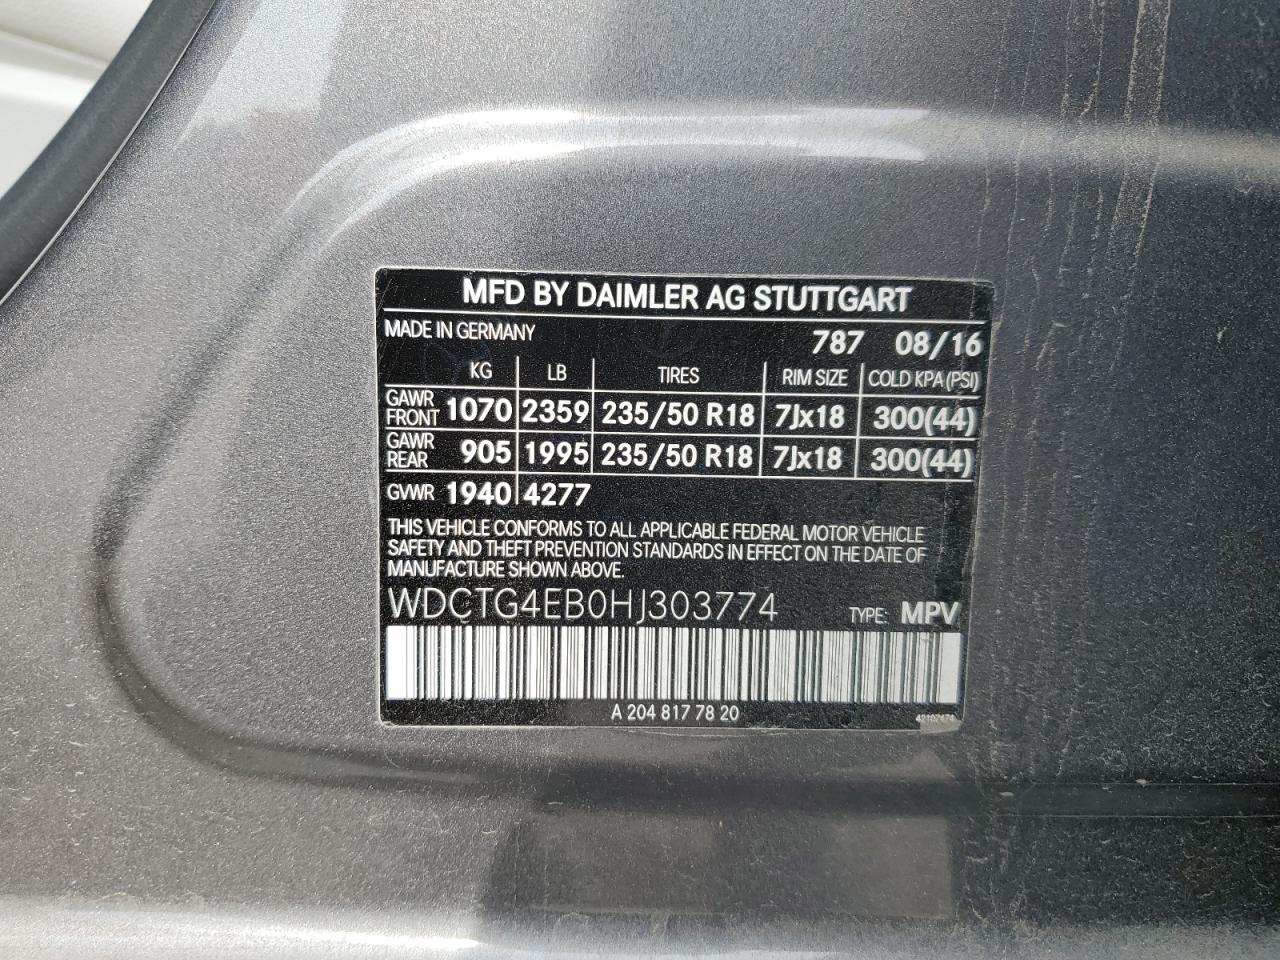 MFD BY DAIMLER AG STUTTGART
MADE IN GERMANY 787 08/16
KG LB TIRES RIM SIZE COLD KPA (PSI)
GAWR FRONT 1070 2359 235/50 R18 7Jx18 300(44)
GAWR REAR 905 1995 235/50 R18 7Jx18 300(44)
GVWR 1940 4277
THIS VEHICLE CONFORMS TO ALL APPLICABLE FEDERAL MOTOR VEHICLE
SAFETY AND THEFT PREVENTION STANDARDS IN EFFECT ON THE DATE OF
MANUFACTURE SHOWN ABOVE.
WDCTG4EB0HJ303774 TYPE: MPV
A 204 817 78 20